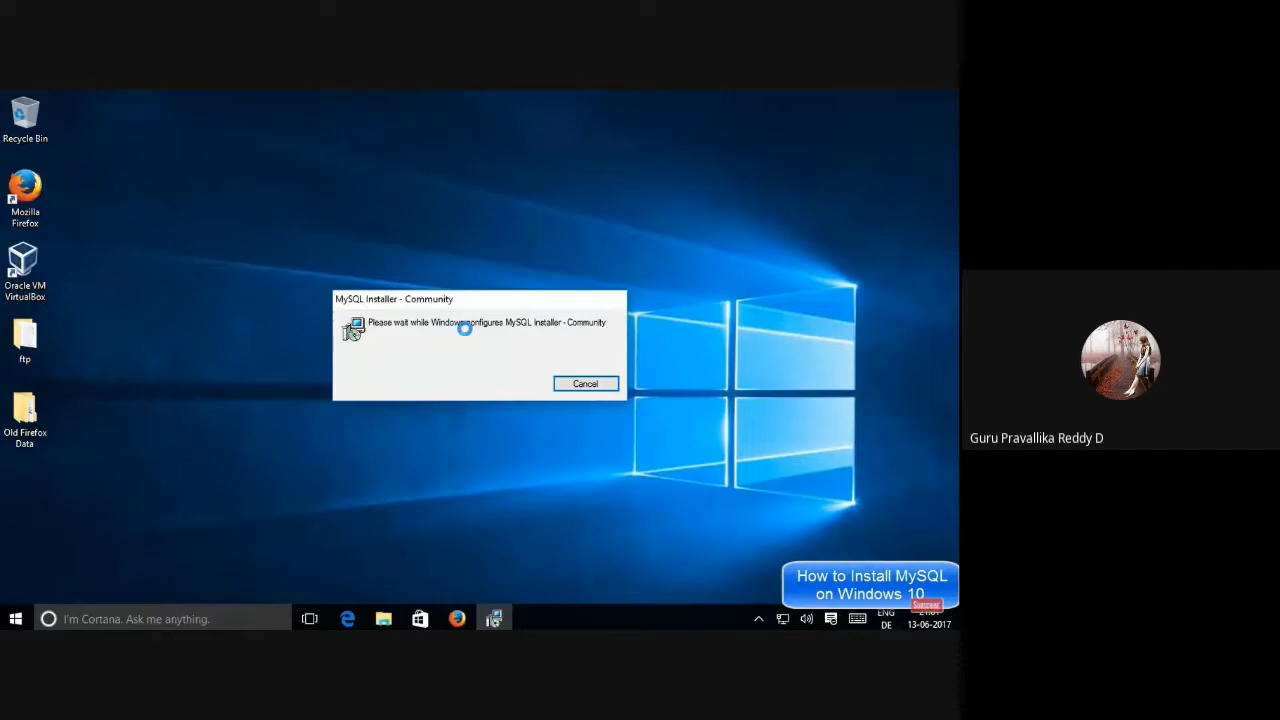 Recycle Bin
Mozilla
Firefox
Oracle VM
VirtualBox
ftp
Old Firefox
Data
MySQL Installer - Community
Please wait while Windows configures MySQL Installer - Community
Cancel
How to Install MySQL
on Windows 10
Subscribe
I'm Cortana. Ask me anything.
ENG
DE
13-06-2017
Guru Pravallika Reddy D